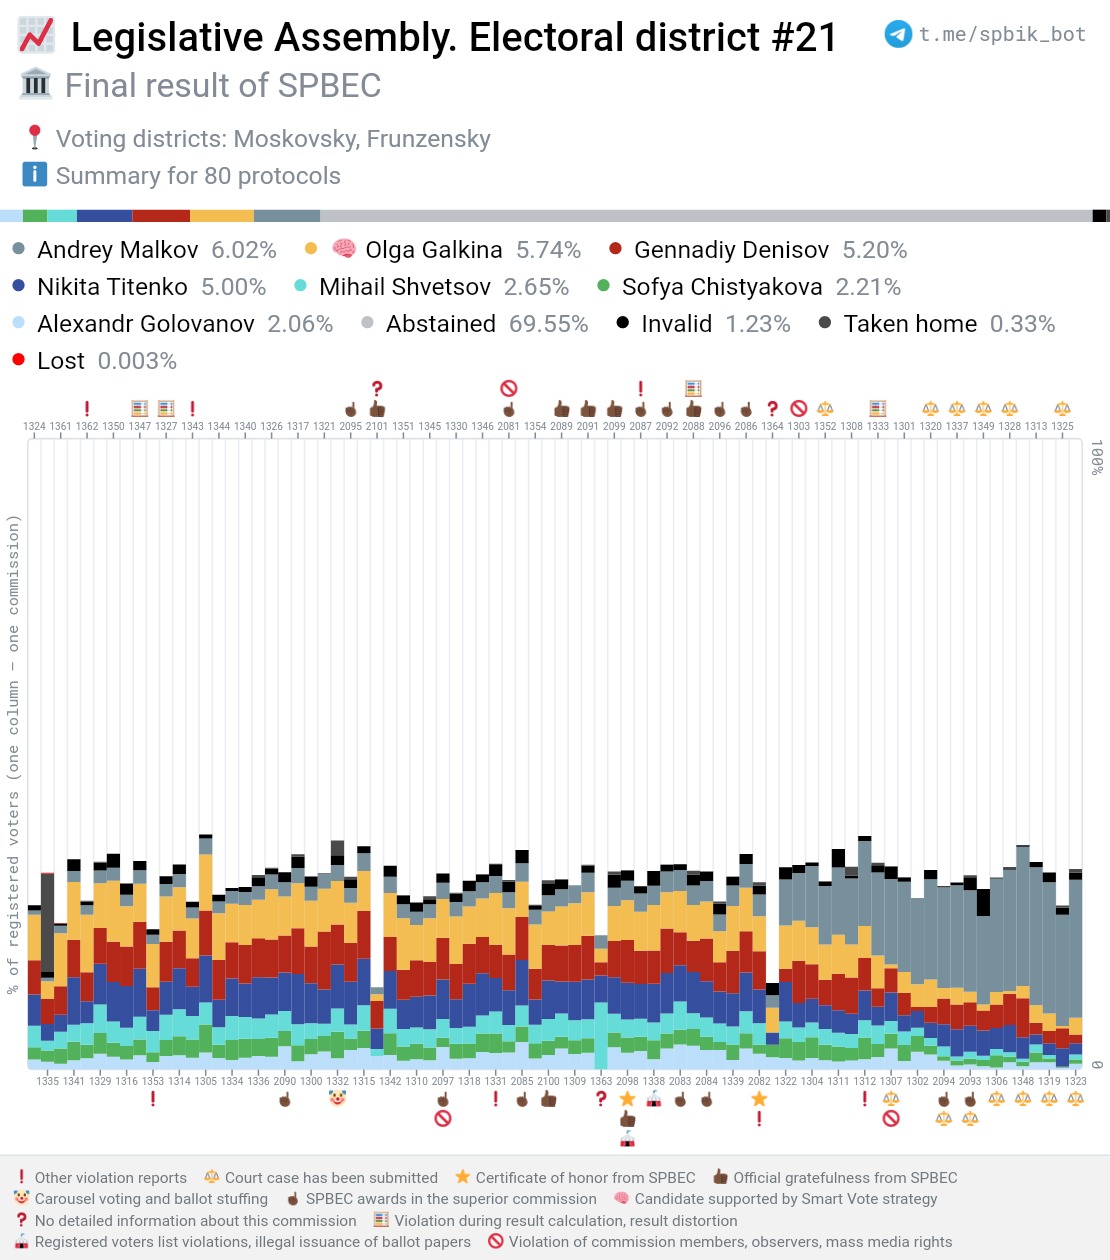 Legislative Assembly. Electoral district #21
t.me/spbik_bot
Final result of SPBEC
Voting districts: Moskovsky, Frunzensky
Summary for 80 protocols
Andrey Malkov 6.02% Olga Galkina 5.74% Gennadiy Denisov 5.20%
Nikita Titenko 5.00% Mihail Shvetsov 2.65% Sofya Chistyakova 2.21%
Alexandr Golovanov 2.06% Abstained 69.55% Invalid 1.23% Taken home 0.33%
Lost 0.003%
1324 1361 1362 1350 1347 1327 1343 1344 1340 1326 1317 1321 2095 2101 1351 1345 1330 1346 2081 1354 2089 2091 2099 2087 2092 2088 2096 2086 1364 1303 1352 1308 1333 1301 1320 1337 1349 1328 1313 1325
100%
% of registered voters (one column – one commission)
0
1335 1341 1329 1316 1353 1314 1305 1334 1336 2090 1300 1332 1315 1342 1310 2097 1318 1331 2085 2100 1309 1363 2098 1338 2083 2084 1339 2082 1322 1304 1311 1312 1307 1302 2094 2093 1306 1348 1319 1323
Other violation reports Court case has been submitted Certificate of honor from SPBEC Official gratefulness from SPBEC
Carousel voting and ballot stuffing SPBEC awards in the superior commission Candidate supported by Smart Vote strategy
No detailed information about this commission Violation during result calculation, result distortion
Registered voters list violations, illegal issuance of ballot papers Violation of commission members, observers, mass media rights